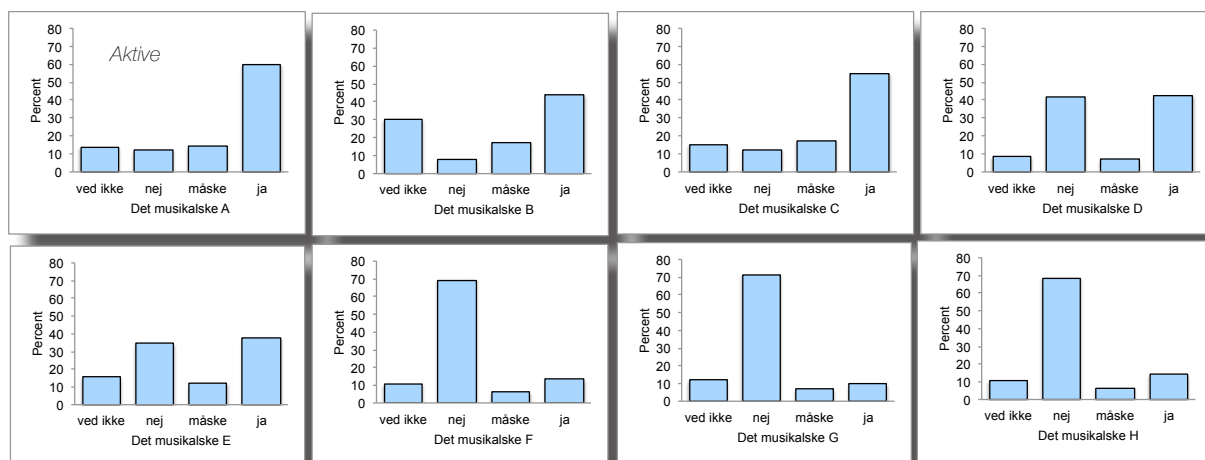 Aktive
80
70
60
50
40
30
20
10
0
Percent
ved ikke nej måske ja
Det musikalske A
80
70
60
50
40
30
20
10
0
Percent
ved ikke nej måske ja
Det musikalske B
80
70
60
50
40
30
20
10
0
Percent
ved ikke nej måske ja
Det musikalske C
80
70
60
50
40
30
20
10
0
Percent
ved ikke nej måske ja
Det musikalske D
80
70
60
50
40
30
20
10
0
Percent
ved ikke nej måske ja
Det musikalske E
80
70
60
50
40
30
20
10
0
Percent
ved ikke nej måske ja
Det musikalske F
80
70
60
50
40
30
20
10
0
Percent
ved ikke nej måske ja
Det musikalske G
80
70
60
50
40
30
20
10
0
Percent
ved ikke nej måske ja
Det musikalske H